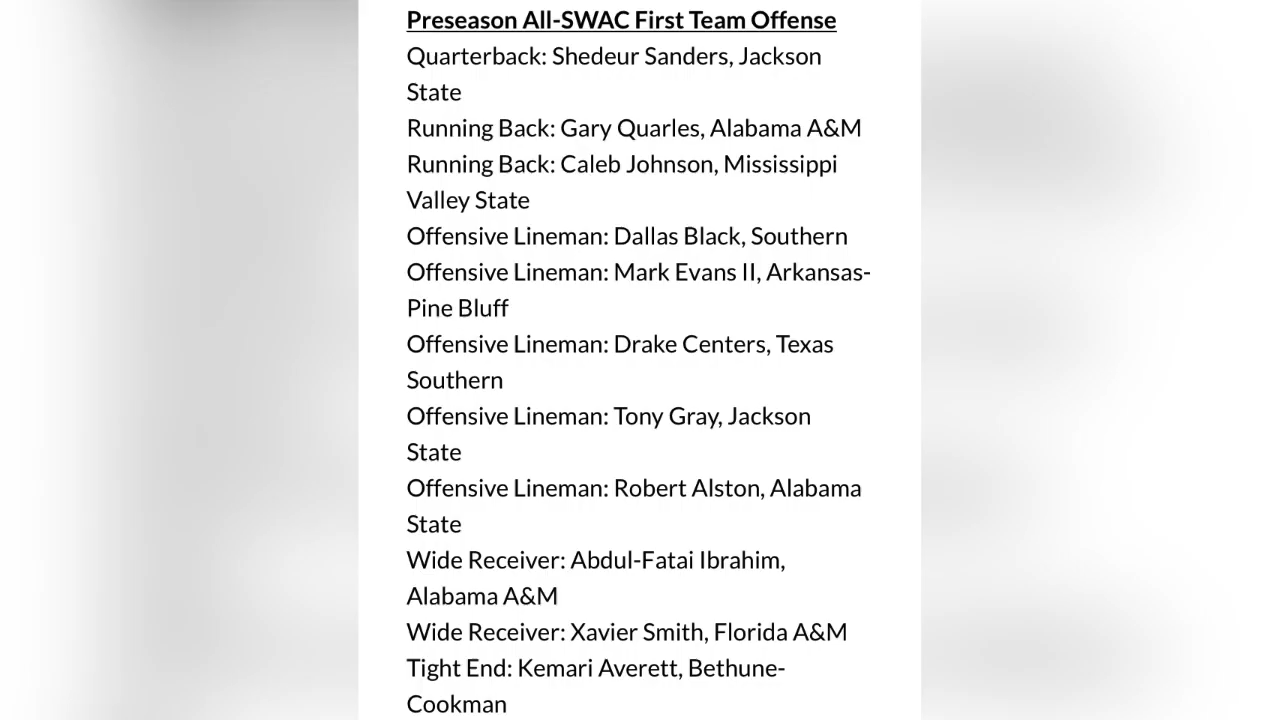 Preseason All-SWAC First Team Offense
Quarterback: Shedeur Sanders, Jackson
State
Running Back: Gary Quarles, Alabama A&M
Running Back: Caleb Johnson, Mississippi
Valley State
Offensive Lineman: Dallas Black, Southern
Offensive Lineman: Mark Evans II, Arkansas-
Pine Bluff
Offensive Lineman: Drake Centers, Texas
Southern
Offensive Lineman: Tony Gray, Jackson
State
Offensive Lineman: Robert Alston, Alabama
State
Wide Receiver: Abdul-Fatai Ibrahim,
Alabama A&M
Wide Receiver: Xavier Smith, Florida A&M
Tight End: Kemari Averett, Bethune-
Cookman